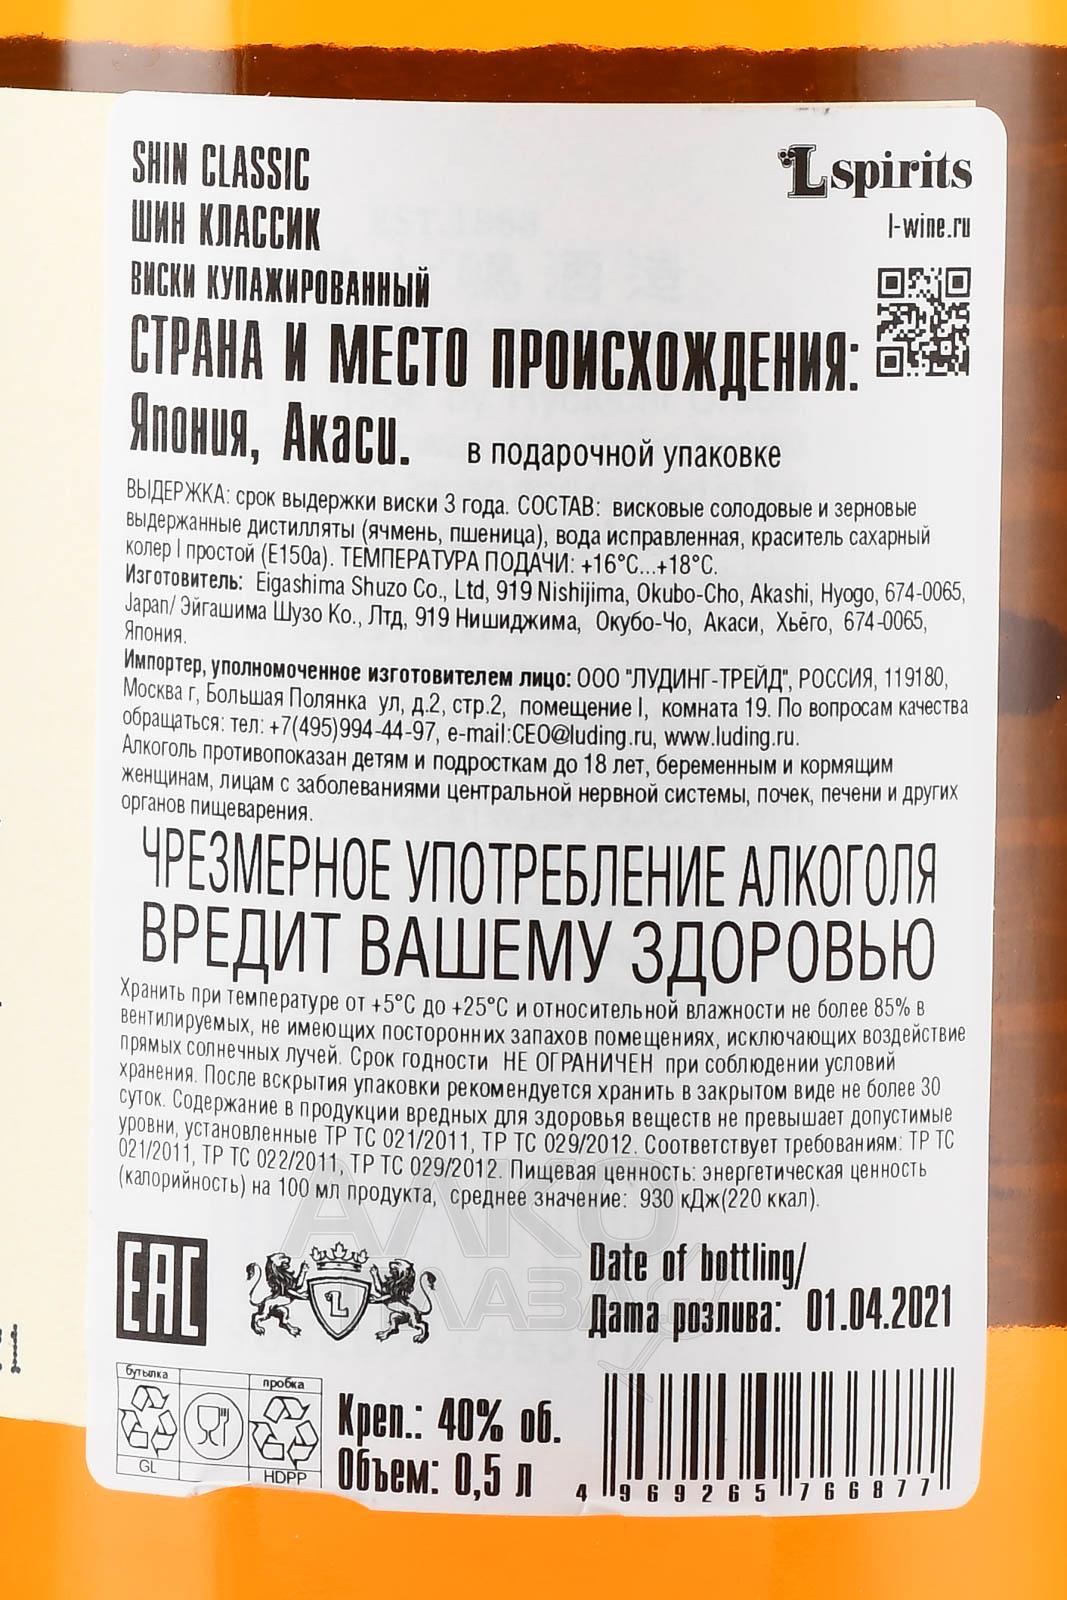 SHIN CLASSIC
ШИН КЛАССИК
ВИСКИ КУПАЖИРОВАННЫЙ
СТРАНА И МЕСТО ПРОИСХОЖДЕНИЯ:
Япония, Акаси. в подарочной упаковке
Lspirits
l-wine.ru
ВЫДЕРЖКА: срок выдержки виски 3 года. СОСТАВ: висковые солодовые и зерновые
выдержанные дистилляты (ячмень, пшеница), вода исправленная, краситель сахарный
колер I простой (Е150а). ТЕМПЕРАТУРА ПОДАЧИ: +16°С...+18°С.
Изготовитель: Eigashima Shuzo Co., Ltd, 919 Nishijima, Okubo-Cho, Akashi, Hyogo, 674-0065,
Japan/ Эйгашима Шузо Ко., Лтд, 919 Нишиджима, Окубо-Чо, Акаси, Хьёго, 674-0065,
Япония.
Импортер, уполномоченное изготовителем лицо: ООО "ЛУДИНГ-ТРЕЙД", РОССИЯ, 119180,
Москва г, Большая Полянка ул, д.2, стр.2, помещение I, комната 19. По вопросам качества
обращаться: тел: +7(495)994-44-97, e-mail:CEO@luding.ru, www.luding.ru.
Алкоголь противопоказан детям и подросткам до 18 лет, беременным и кормящим
женщинам, лицам с заболеваниями центральной нервной системы, почек, печени и других
органов пищеварения.
ЧРЕЗМЕРНОЕ УПОТРЕБЛЕНИЕ АЛКОГОЛЯ
ВРЕДИТ ВАШЕМУ ЗДОРОВЬЮ
Хранить при температуре от +5°С до +25°С и относительной влажности не более 85% в
вентилируемых, не имеющих посторонних запахов помещениях, исключающих воздействие
прямых солнечных лучей. Срок годности НЕ ОГРАНИЧЕН при соблюдении условий
хранения. После вскрытия упаковки рекомендуется хранить в закрытом виде не более 30
суток. Содержание в продукции вредных для здоровья веществ не превышает допустимые
уровни, установленные ТР ТС 021/2011, ТР ТС 029/2012. Соответствует требованиям: ТР ТС
021/2011, ТР ТС 022/2011, ТР ТС 029/2012. Пищевая ценность: энергетическая ценность
(калорийность) на 100 мл продукта, среднее значение: 930 кДж(220 ккал).
EAC
L
Date of bottling/
Дата розлива: 01.04.2021
бутылка
пробка
GL
HDPP
Креп.: 40% об.
Объем: 0,5 л
4 969265 766877